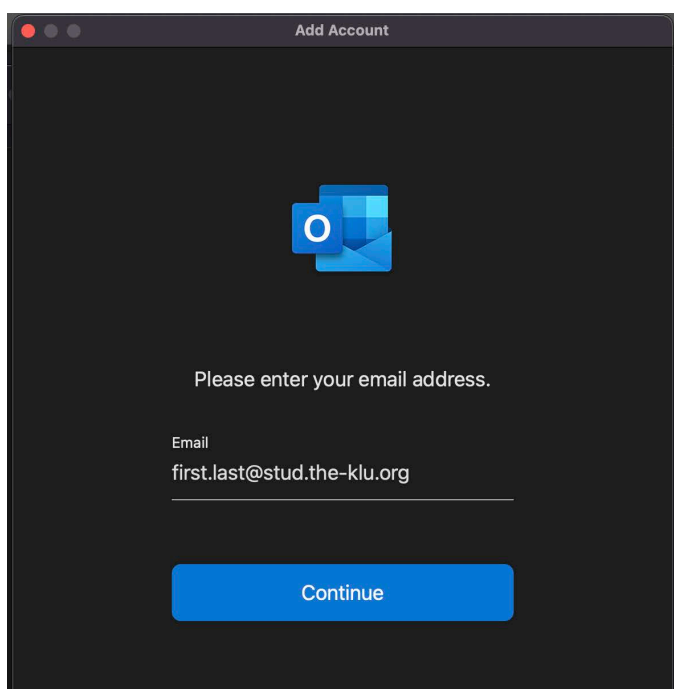 Add Account
O
Please enter your email address.
Email
first.last@stud.the-klu.org
Continue